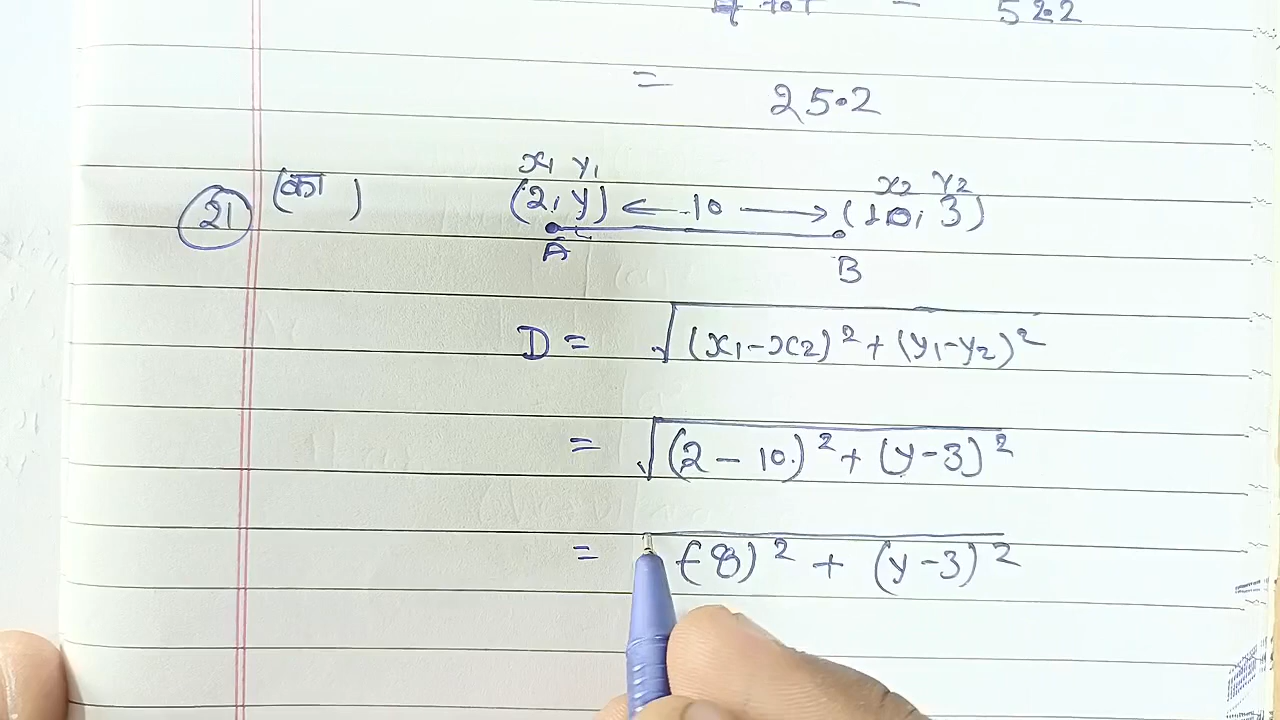 = 522
= 25.2
(का)
x1 y1 x2 y2
(2, y) ← 10 → (10, 3)
A B
D = √(x1-x2)² + (y1-y2)²
= √(2 - 10)² + (y-3)²
= √(-8)² + (y-3)²